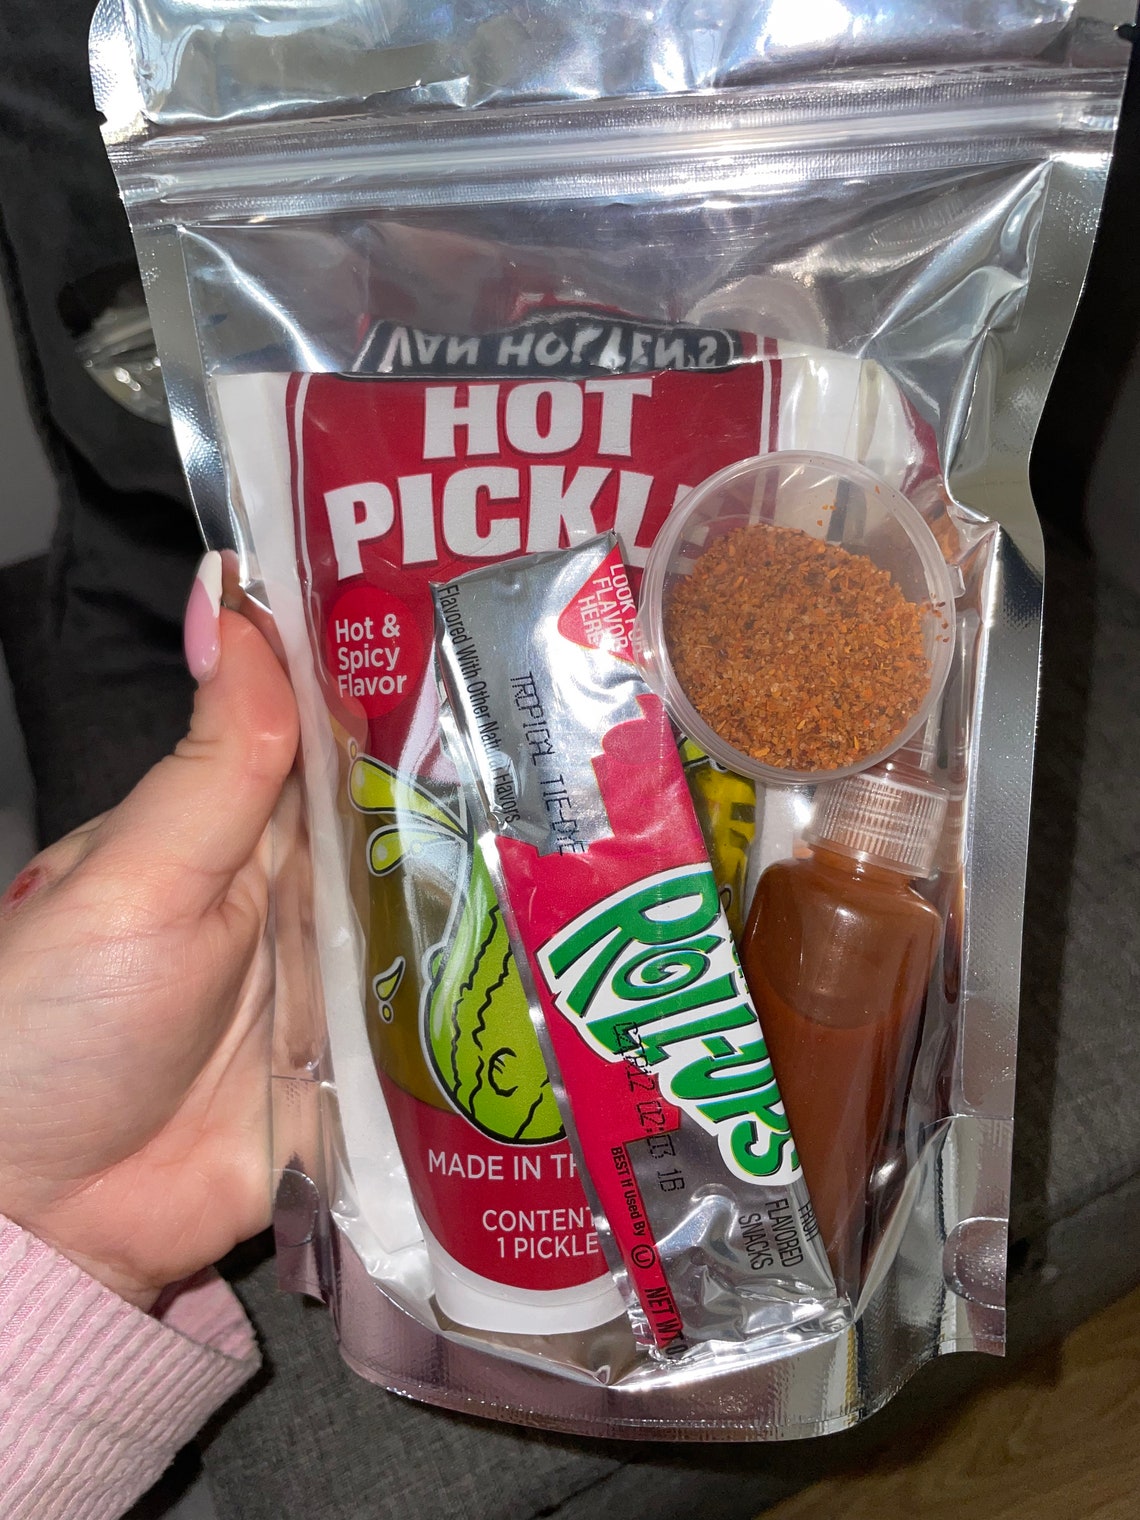 VAN HOLTEN'S
HOT
PICKL
Hot &
Spicy
Flavor
LOOK FOR
FLAVOR
HERE
Flavored With Other Natural Flavors
TROPICAL TIE-DYE
ROLL-UPS
BEST If Used By
FRUIT
FLAVORED
SNACKS
NET W
MADE IN TH
CONTENT
1 PICKLE